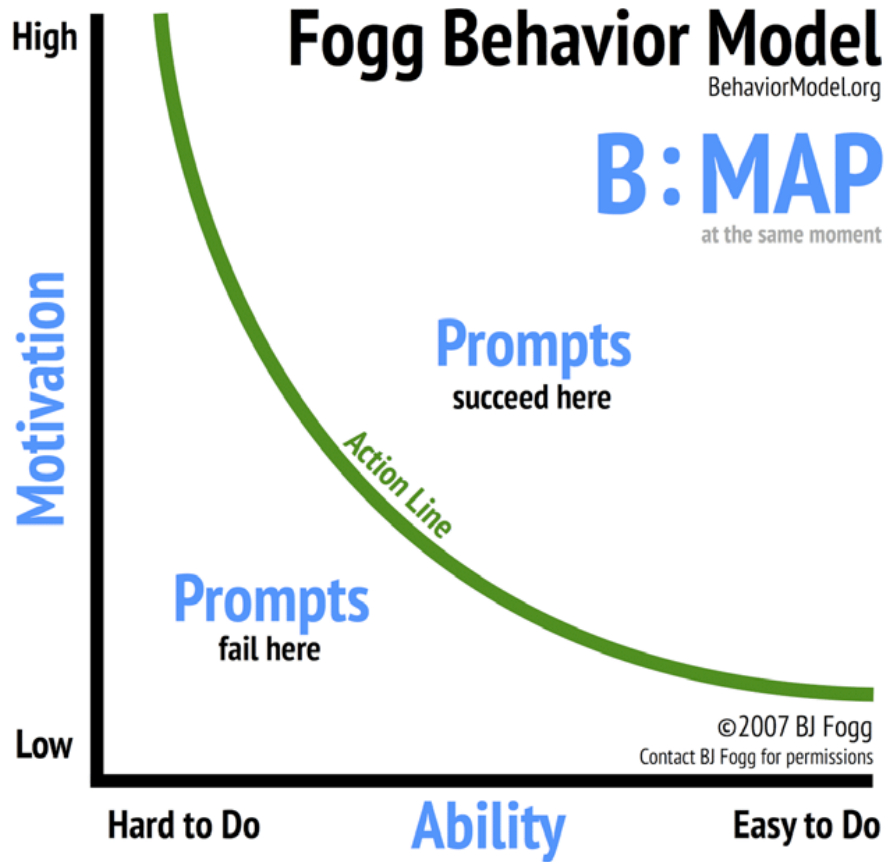 High
Fogg Behavior Model
BehaviorModel.org
B:MAP
at the same moment
Motivation
Prompts
succeed here
Action Line
Prompts
fail here
Low
©2007 BJ Fogg
Contact BJ Fogg for permissions
Hard to Do
Ability
Easy to Do